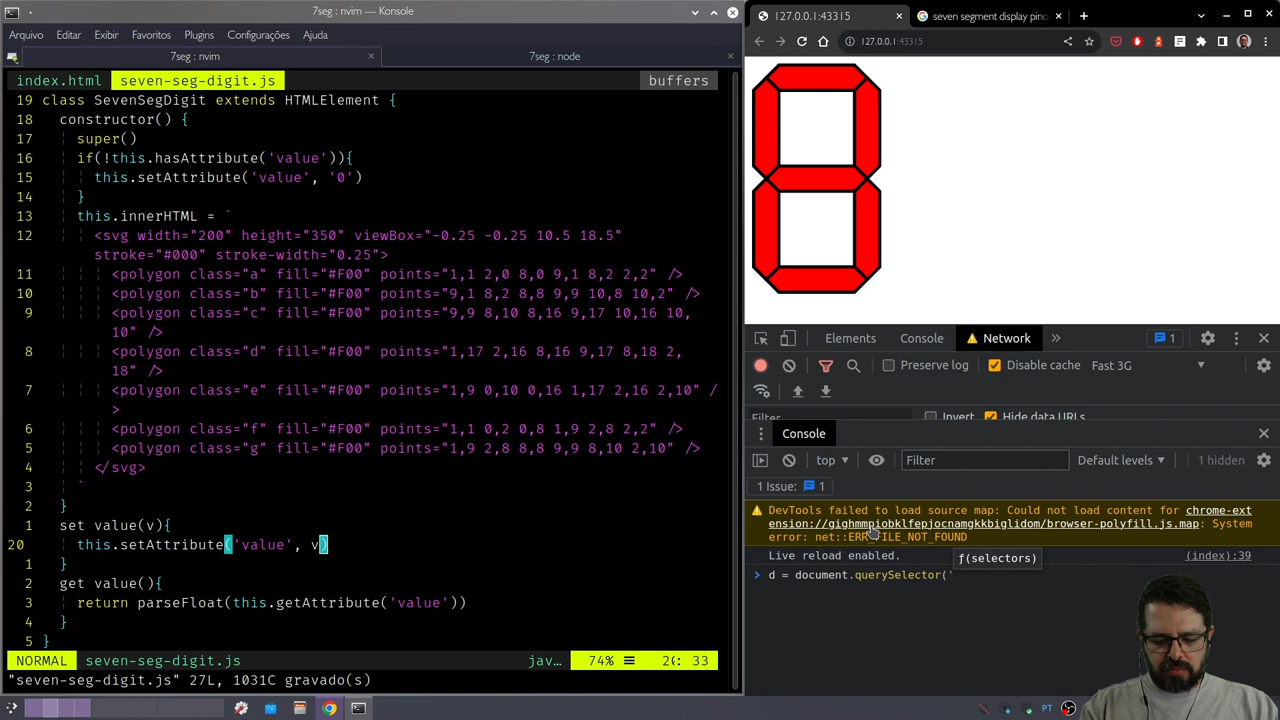 7seg : nvim — Konsole
Arquivo Editar Exibir Favoritos Plugins Configurações Ajuda
7seg : nvim
7seg : node
index.html seven-seg-digit.js buffers
19 class SevenSegDigit extends HTMLElement {
18 constructor() {
17 super()
16 if(!this.hasAttribute('value')){
15 this.setAttribute('value', '0')
14 }
13 this.innerHTML = `
12 <svg width="200" height="350" viewBox="-0.25 -0.25 10.5 18.5"
stroke="#000" stroke-width="0.25">
11 <polygon class="a" fill="#F00" points="1,1 2,0 8,0 9,1 8,2 2,2" />
10 <polygon class="b" fill="#F00" points="9,1 8,2 8,8 9,9 10,8 10,2" />
9 <polygon class="c" fill="#F00" points="9,9 8,10 8,16 9,17 10,16 10,
10" />
8 <polygon class="d" fill="#F00" points="1,17 2,16 8,16 9,17 8,18 2,
18" />
7 <polygon class="e" fill="#F00" points="1,9 0,10 0,16 1,17 2,16 2,10" /
>
6 <polygon class="f" fill="#F00" points="1,1 0,2 0,8 1,9 2,8 2,2" />
5 <polygon class="g" fill="#F00" points="1,9 2,8 8,8 9,9 8,10 2,10" />
4 </svg>
3 `
2 }
1 set value(v){
20 this.setAttribute('value', v)
1 }
2 get value(){
3 return parseFloat(this.getAttribute('value'))
4 }
5 }
NORMAL seven-seg-digit.js jav… 74% 20: 33
"seven-seg-digit.js" 27L, 1031C gravado(s)
127.0.0.1:43315
seven segment display pino
127.0.0.1:43315
Elements Console Network 1
Preserve log Disable cache Fast 3G
Filter Invert Hide data URLs
Console
top Filter Default levels 1 hidden
1 Issue: 1
DevTools failed to load source map: Could not load content for chrome-ext
ension://gighmmpiobklfepjocnamgkkbiglidom/browser-polyfill.js.map: System
error: net::ERR_FILE_NOT_FOUND
Live reload enabled. (index):39
ƒ(selectors)
d = document.querySelector('
PT